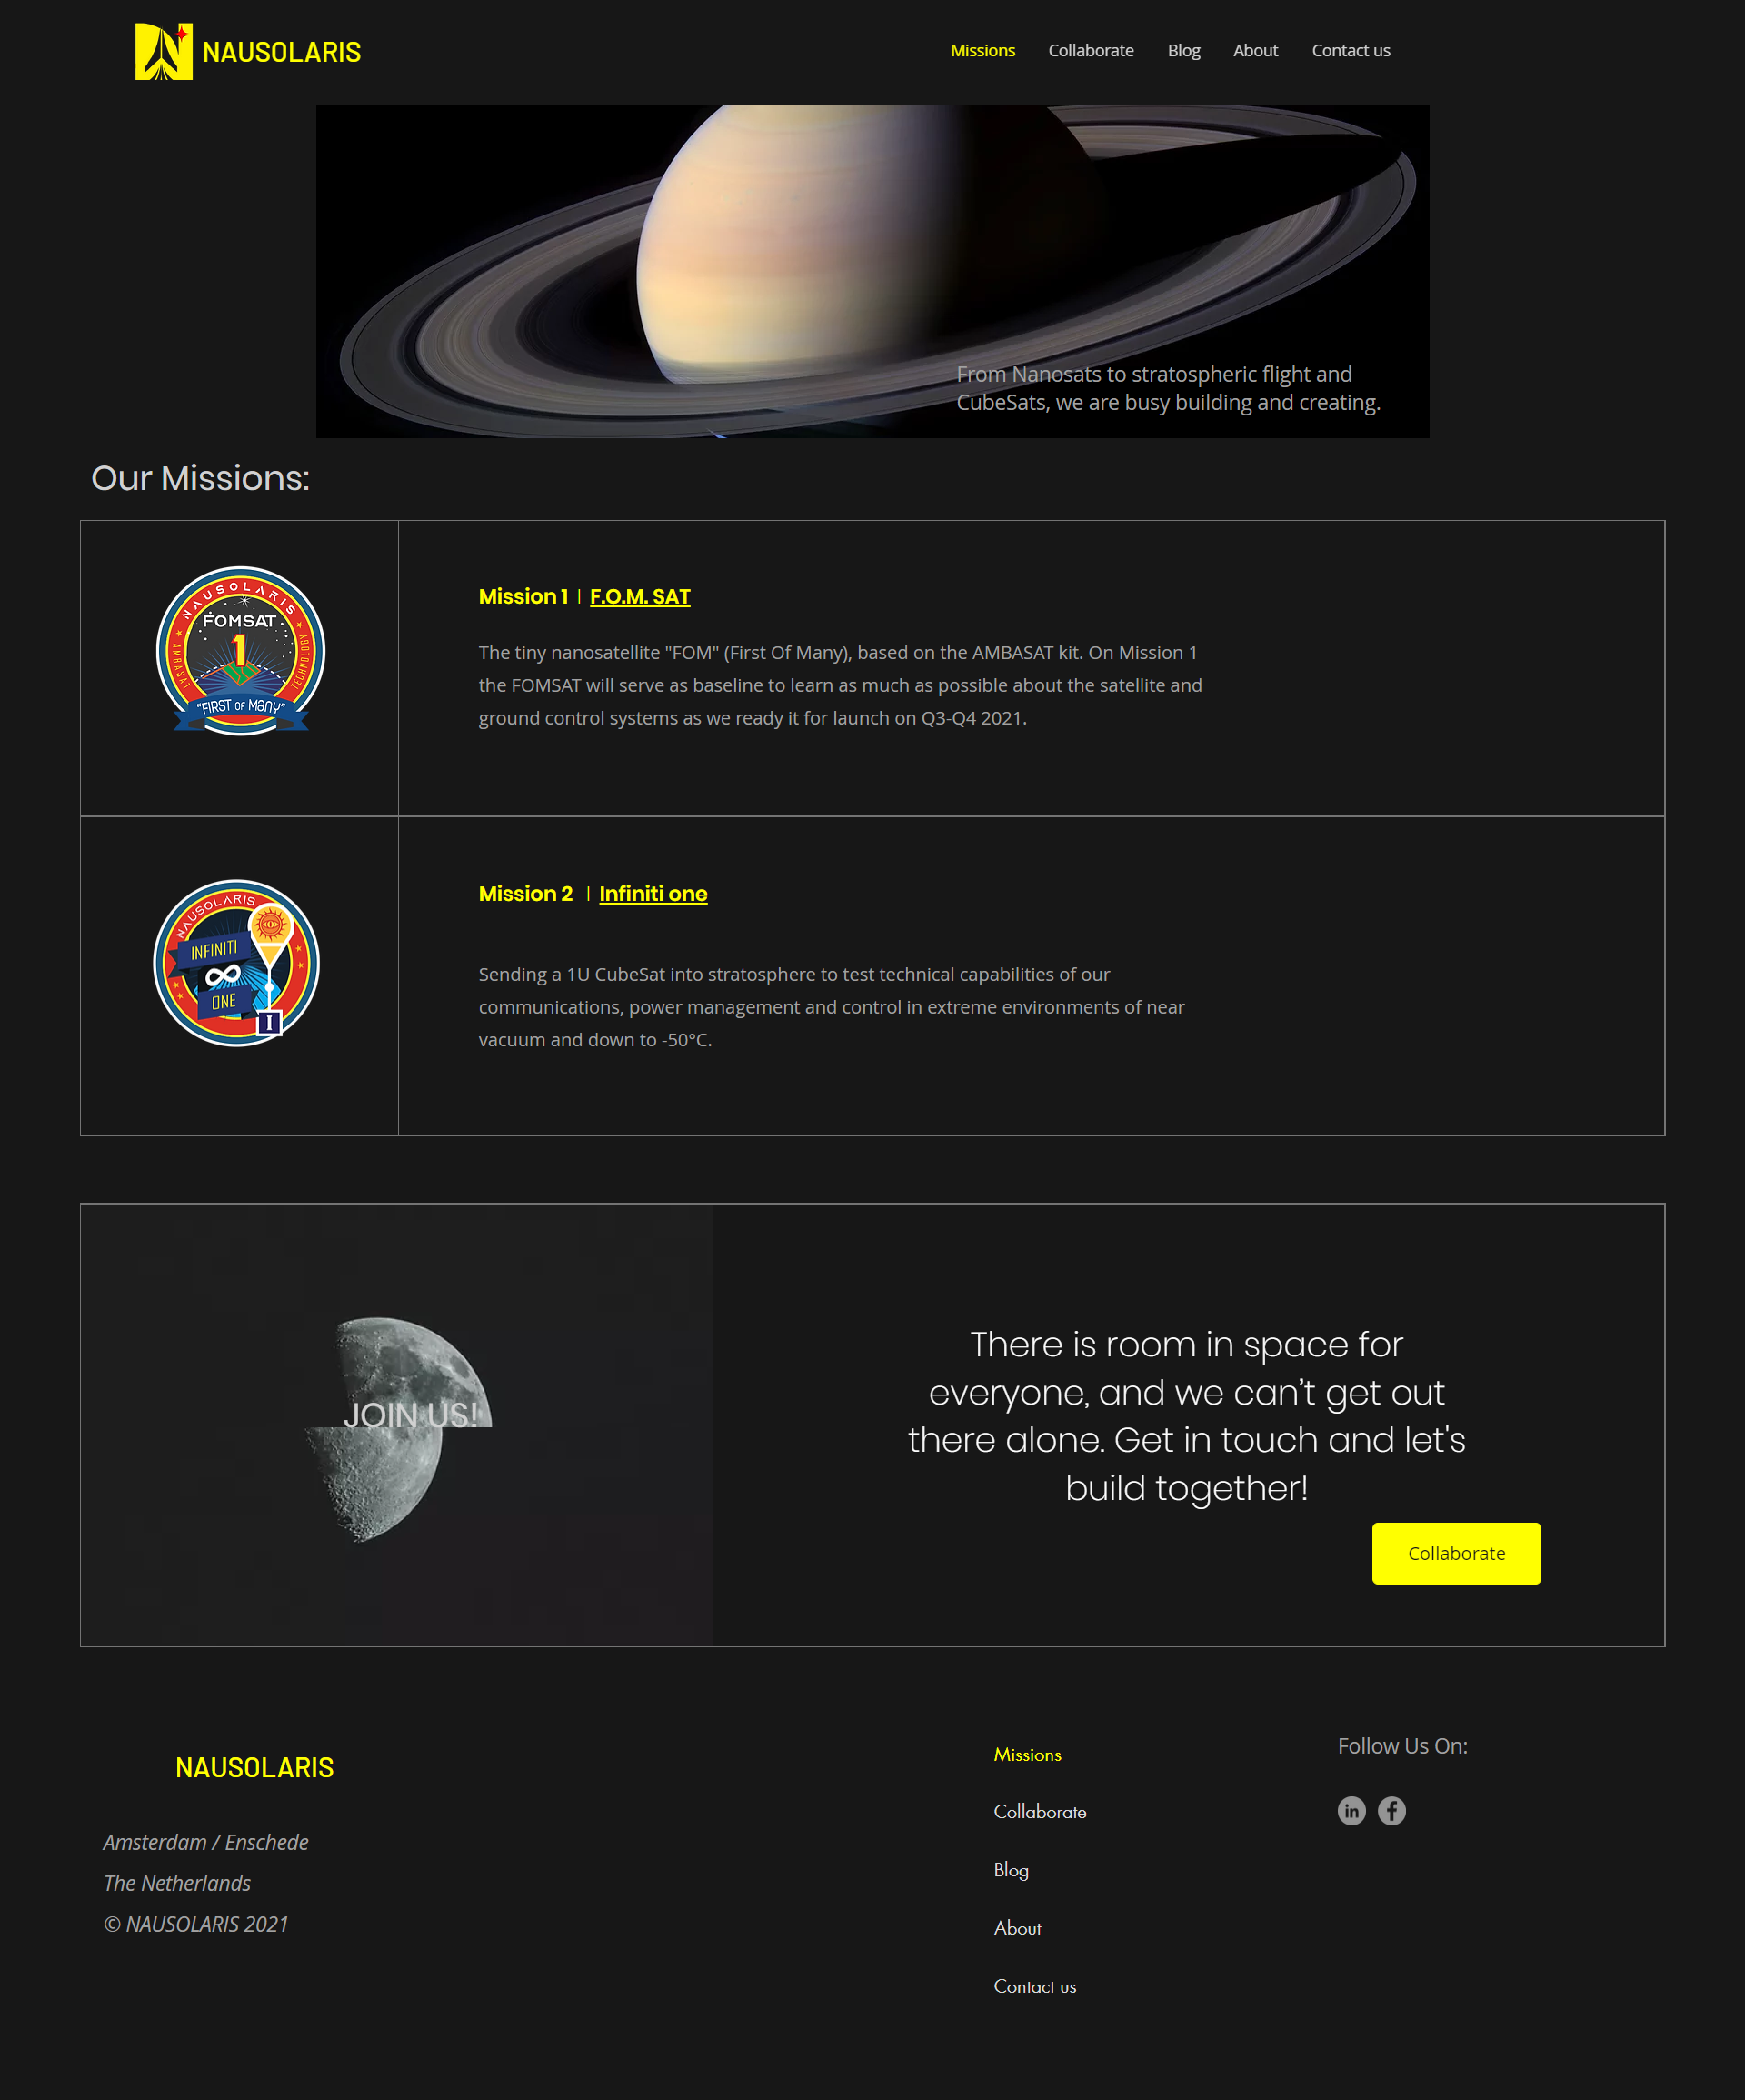 NAUSOLARIS
Missions Collaborate Blog About Contact us
From Nanosats to stratospheric flight and
CubeSats, we are busy building and creating.
Our Missions:
NAUSOLARIS
FOMSAT
1
AMBASAT
TECHNOLOGY
"FIRST OF MANY"
Mission 1 | F.O.M. SAT
The tiny nanosatellite "FOM" (First Of Many), based on the AMBASAT kit. On Mission 1
the FOMSAT will serve as baseline to learn as much as possible about the satellite and
ground control systems as we ready it for launch on Q3-Q4 2021.
NAUSOLARIS
INFINITI
ONE
I
Mission 2 | Infiniti one
Sending a 1U CubeSat into stratosphere to test technical capabilities of our
communications, power management and control in extreme environments of near
vacuum and down to -50°C.
JOIN US!
There is room in space for
everyone, and we can’t get out
there alone. Get in touch and let's
build together!
Collaborate
NAUSOLARIS
Amsterdam / Enschede
The Netherlands
© NAUSOLARIS 2021
Missions
Collaborate
Blog
About
Contact us
Follow Us On:
in f